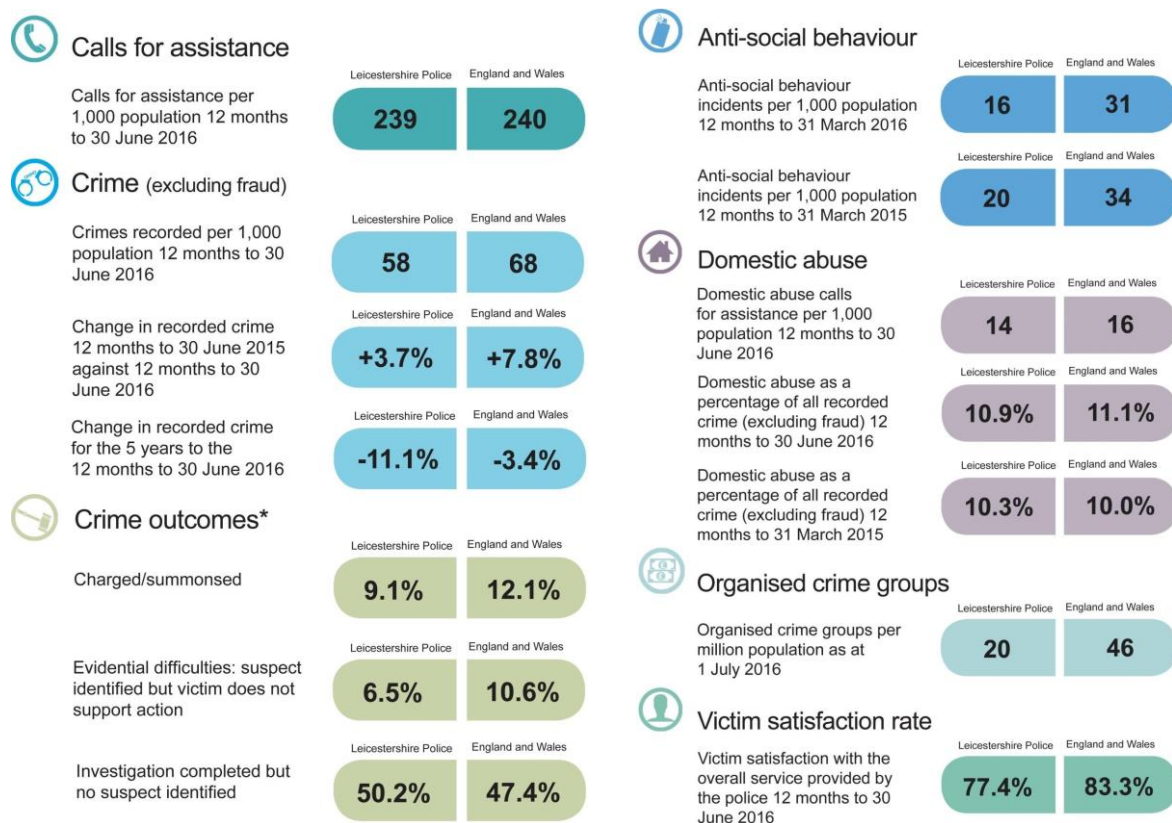 Calls for assistance
Leicestershire Police England and Wales
Calls for assistance per
1,000 population 12 months
to 30 June 2016
239 240
Crime (excluding fraud)
Leicestershire Police England and Wales
Crimes recorded per 1,000
population 12 months to 30
June 2016
58 68
Leicestershire Police England and Wales
Change in recorded crime
12 months to 30 June 2015
against 12 months to 30
June 2016
+3.7% +7.8%
Leicestershire Police England and Wales
Change in recorded crime
for the 5 years to the
12 months to 30 June 2016
-11.1% -3.4%
Crime outcomes*
Leicestershire Police England and Wales
Charged/summonsed
9.1% 12.1%
Leicestershire Police England and Wales
Evidential difficulties: suspect
identified but victim does not
support action
6.5% 10.6%
Leicestershire Police England and Wales
Investigation completed but
no suspect identified
50.2% 47.4%
Anti-social behaviour
Leicestershire Police England and Wales
Anti-social behaviour
incidents per 1,000 population
12 months to 31 March 2016
16 31
Leicestershire Police England and Wales
Anti-social behaviour
incidents per 1,000 population
12 months to 31 March 2015
20 34
Domestic abuse
Leicestershire Police England and Wales
Domestic abuse calls
for assistance per 1,000
population 12 months to 30
June 2016
14 16
Leicestershire Police England and Wales
Domestic abuse as a
percentage of all recorded
crime (excluding fraud) 12
months to 30 June 2016
10.9% 11.1%
Leicestershire Police England and Wales
Domestic abuse as a
percentage of all recorded
crime (excluding fraud) 12
months to 31 March 2015
10.3% 10.0%
Organised crime groups
Leicestershire Police England and Wales
Organised crime groups per
million population as at
1 July 2016
20 46
Victim satisfaction rate
Leicestershire Police England and Wales
Victim satisfaction with the
overall service provided by
the police 12 months to 30
June 2016
77.4% 83.3%